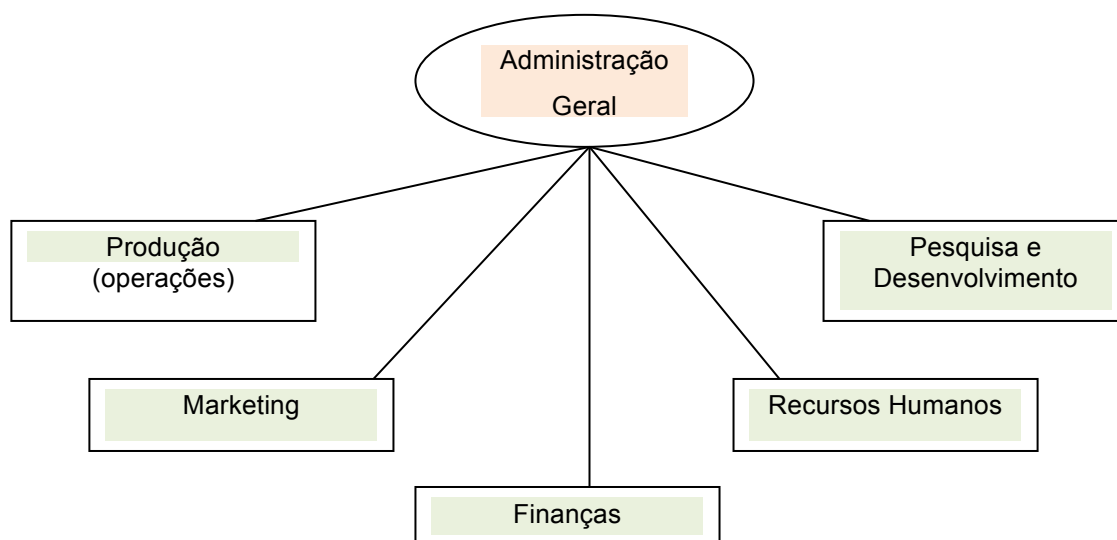 Administração
Geral
Produção
(operações)
Pesquisa e
Desenvolvimento
Marketing
Recursos Humanos
Finanças